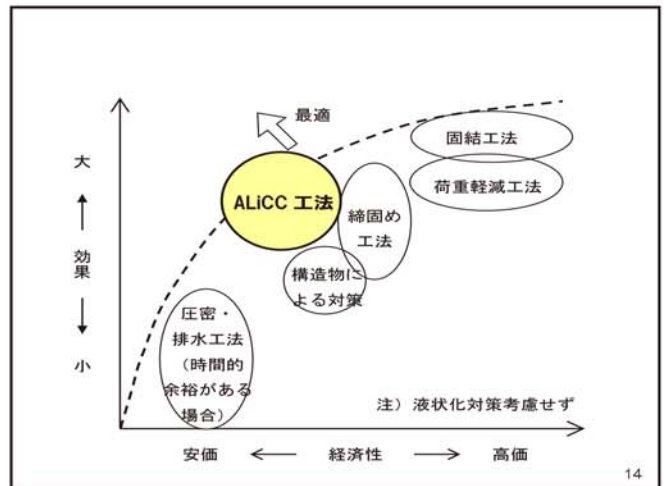 最適
固結工法
荷重軽減工法
ALiCC 工法
締固め
工法
大
↑
効果
↓
小
構造物に
よる対策
圧密・
排水工法
（時間的
余裕がある
場合）
注）液状化対策考慮せず
安価 ← 経済性 → 高価
14